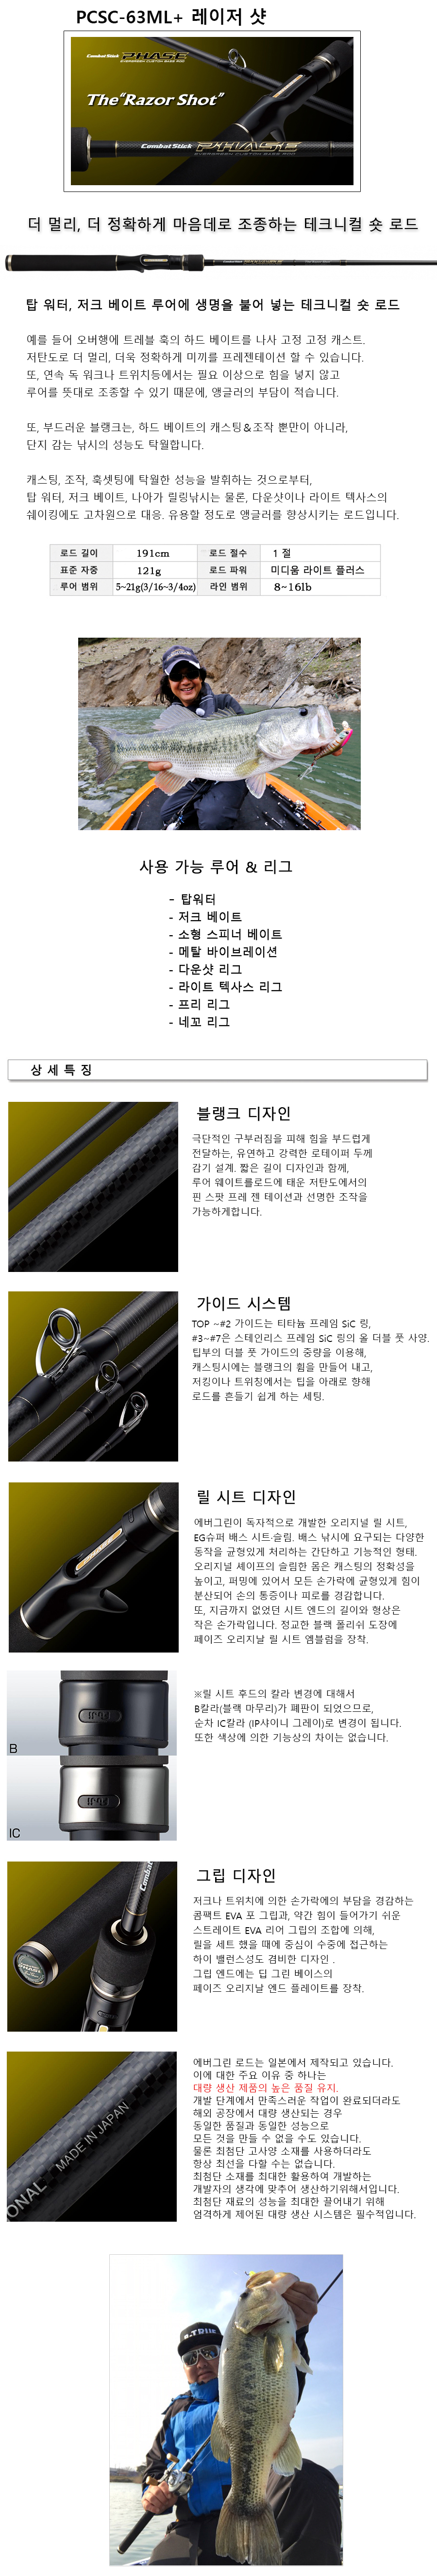 PCSC-63ML+ 레이저 샷
CombatStick PHASE
EVERGREEN CUSTOM BASS ROD
The "Razor Shot"
CombatStick PHASE
EVERGREEN CUSTOM BASS ROD
더 멀리, 더 정확하게 마음데로 조종하는 테크니컬 숏 로드
탑 워터, 저크 베이트 루어에 생명을 불어 넣는 테크니컬 숏 로드
예를 들어 오버행에 트레블 훅의 하드 베이트를 나사 고정 고정 캐스트.
저탄도로 더 멀리, 더욱 정확하게 미끼를 프레젠테이션 할 수 있습니다.
또, 연속 독 워크나 트위치등에서는 필요 이상으로 힘을 넣지 않고
루어를 뜻대로 조종할 수 있기 때문에, 앵글러의 부담이 적습니다.
또, 부드러운 블랭크는, 하드 베이트의 캐스팅&조작 뿐만이 아니라,
단지 감는 낚시의 성능도 탁월합니다.
캐스팅, 조작, 훅셋팅에 탁월한 성능을 발휘하는 것으로부터,
탑 워터, 저크 베이트, 나아가 릴링낚시는 물론, 다운샷이나 라이트 텍사스의
쉐이킹에도 고차원으로 대응. 유용할 정도로 앵글러를 향상시키는 로드입니다.
로드 길이 191cm 로드 절수 1 절
표준 자중 121g 로드 파워 미디움 라이트 플러스
루어 범위 5~21g(3/16~3/4oz) 라인 범위 8~16lb
사용 가능 루어 & 리그
- 탑워터
- 저크 베이트
- 소형 스피너 베이트
- 메탈 바이브레이션
- 다운샷 리그
- 라이트 텍사스 리그
- 프리 리그
- 네꼬 리그
상 세 특 징
블랭크 디자인
극단적인 구부러짐을 피해 힘을 부드럽게
전달하는, 유연하고 강력한 로테이퍼 두께
감기 설계. 짧은 길이 디자인과 함께,
루어 웨이트를로드에 태운 저탄도에서의
핀 스팟 프레 젠 테이션과 선명한 조작을
가능하게합니다.
가이드 시스템
TOP ~#2 가이드는 티타늄 프레임 SiC 링,
#3~#7은 스테인리스 프레임 SiC 링의 올 더블 풋 사양.
팁부의 더블 풋 가이드의 중량을 이용해,
캐스팅시에는 블랭크의 휨을 만들어 내고,
저킹이나 트위칭에서는 팁을 아래로 향해
로드를 흔들기 쉽게 하는 세팅.
릴 시트 디자인
에버그린이 독자적으로 개발한 오리지널 릴 시트,
EG슈퍼 배스 시트·슬림. 배스 낚시에 요구되는 다양한
동작을 균형있게 처리하는 간단하고 기능적인 형태.
오리지널 셰이프의 슬림한 몸은 캐스팅의 정확성을
높이고, 퍼밍에 있어서 모든 손가락에 균형있게 힘이
분산되어 손의 통증이나 피로를 경감합니다.
또, 지금까지 없었던 시트 엔드의 길이와 형상은
작은 손가락입니다. 정교한 블랙 폴리쉬 도장에
페이즈 오리지날 릴 시트 엠블럼을 장착.
B
IC
※릴 시트 후드의 칼라 변경에 대해서
B칼라(블랙 마무리)가 폐판이 되었으므로,
순차 IC칼라 (IP샤이니 그레이)로 변경이 됩니다.
또한 색상에 의한 기능상의 차이는 없습니다.
Combat
그립 디자인
저크나 트위치에 의한 손가락에의 부담을 경감하는
콤팩트 EVA 포 그립과, 약간 힘이 들어가기 쉬운
스트레이트 EVA 리어 그립의 조합에 의해,
릴을 세트 했을 때에 중심이 수중에 접근하는
하이 밸런스성도 겸비한 디자인 .
그립 엔드에는 딥 그린 베이스의
페이즈 오리지날 엔드 플레이트를 장착.
ONAL MADE IN JAPAN
에버그린 로드는 일본에서 제작되고 있습니다.
이에 대한 주요 이유 중 하나는
대량 생산 제품의 높은 품질 유지.
개발 단계에서 만족스러운 작업이 완료되더라도
해외 공장에서 대량 생산되는 경우
동일한 품질과 동일한 성능으로
모든 것을 만들 수 없을 수도 있습니다.
물론 최첨단 고사양 소재를 사용하더라도
항상 최선을 다할 수는 없습니다.
최첨단 소재를 최대한 활용하여 개발하는
개발자의 생각에 맞추어 생산하기위해서입니다.
최첨단 재료의 성능을 최대한 끌어내기 위해
엄격하게 제어된 대량 생산 시스템은 필수적입니다.